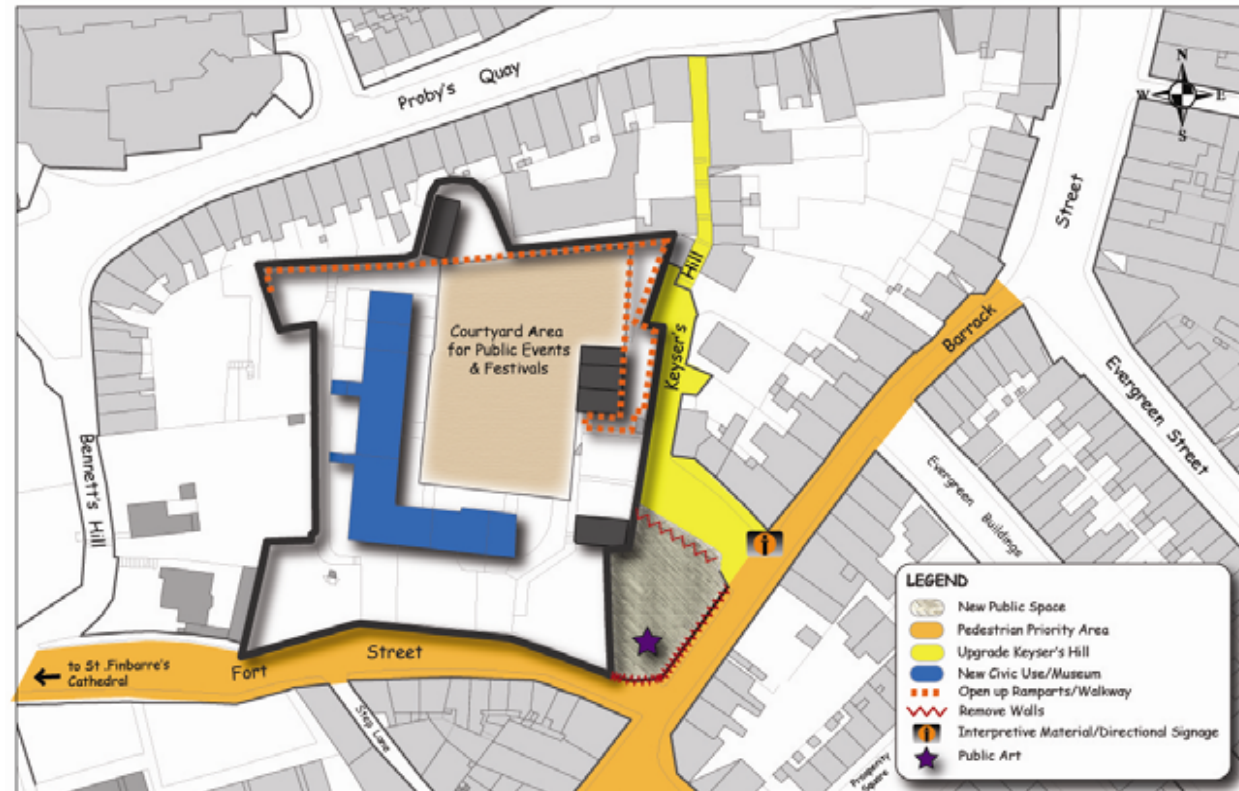 Proby's Quay
N
W E
S
Street
Hill
Keyser's
Barrack
Courtyard Area
for Public Events
& Festivals
Evergreen Street
Bennett's Hill
Evergreen Buildings
Fort Street
to St .Finbarre's
Cathedral
Step Lane
Prosperity
Square
LEGEND
New Public Space
Pedestrian Priority Area
Upgrade Keyser's Hill
New Civic Use/Museum
Open up Ramparts/Walkway
Remove Walls
i
Interpretive Material/Directional Signage
Public Art